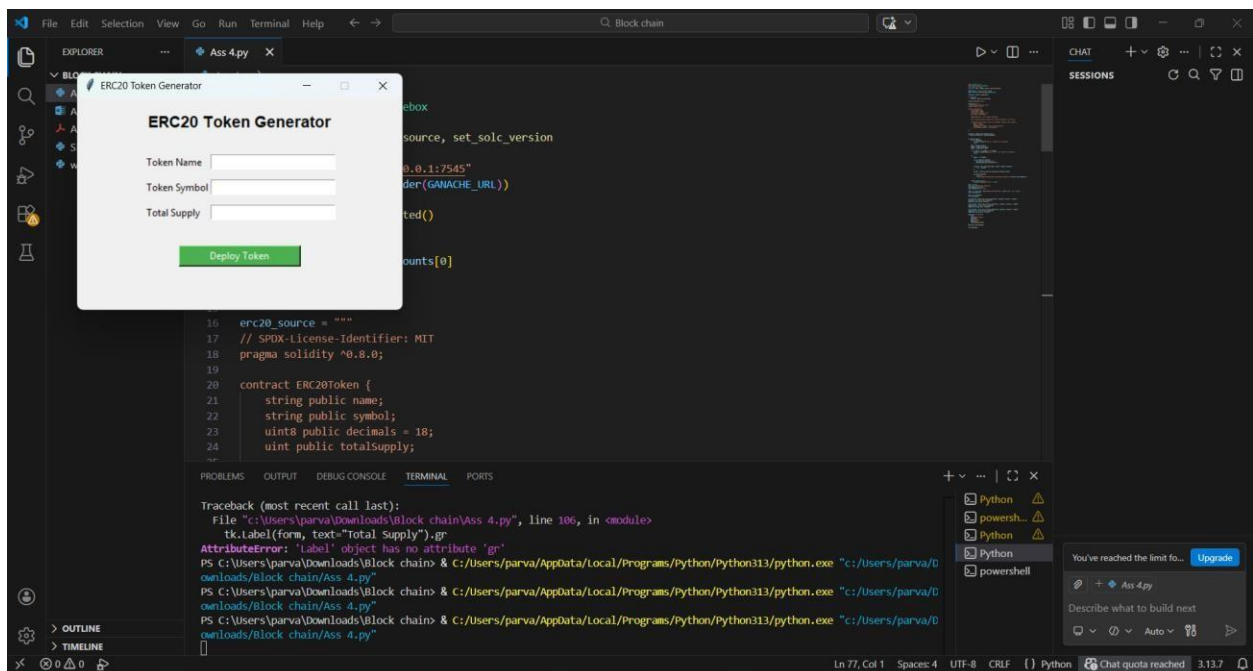 File Edit Selection View Go Run Terminal Help
Block chain
EXPLORER
Ass 4.py
CHAT
SESSIONS
ERC20 Token Generator
ERC20 Token Generator
Token Name
Token Symbol
Total Supply
Deploy Token
ebox
source, set_solc_version
0.0.1:7545"
der(GANACHE_URL))
ted()
ounts[0]
16 erc20_source = """
17 // SPDX-License-Identifier: MIT
18 pragma solidity ^0.8.0;
19
20 contract ERC20Token {
21 string public name;
22 string public symbol;
23 uint8 public decimals = 18;
24 uint public totalSupply;
PROBLEMS OUTPUT DEBUG CONSOLE TERMINAL PORTS
Traceback (most recent call last):
File "c:\Users\parva\Downloads\Block chain\Ass 4.py", line 106, in <module>
tk.Label(form, text="Total Supply").gr
AttributeError: 'Label' object has no attribute 'gr'
PS C:\Users\parva\Downloads\Block chain> & C:/Users/parva/AppData/Local/Programs/Python/Python313/python.exe "c:/Users/parva/D
ownloads/Block chain/Ass 4.py"
PS C:\Users\parva\Downloads\Block chain> & C:/Users/parva/AppData/Local/Programs/Python/Python313/python.exe "c:/Users/parva/D
ownloads/Block chain/Ass 4.py"
PS C:\Users\parva\Downloads\Block chain> & C:/Users/parva/AppData/Local/Programs/Python/Python313/python.exe "c:/Users/parva/D
ownloads/Block chain/Ass 4.py"
Python
powersh...
Python
Python
powershell
You've reached the limit fo... Upgrade
Ass 4.py
Describe what to build next
Auto
OUTLINE
TIMELINE
0 0 Ln 77, Col 1 Spaces: 4 UTF-8 CRLF {} Python Chat quota reached 3.13.7